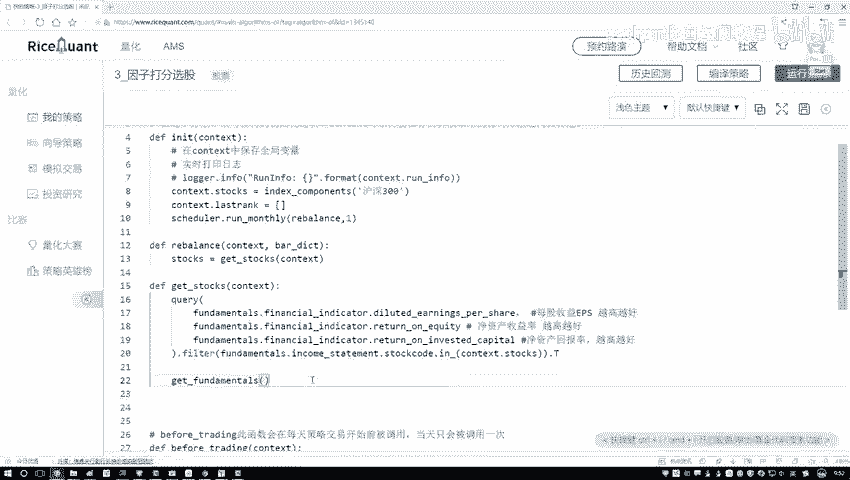 RiceQuant 量化 AMS 预约路演 帮助文档 社区
3_因子打分选股 股票 历史回测 编译策略
量化
浅色主题 默认快捷键
我的策略
向导策略
模拟交易
投资研究
比赛
量化大赛
策略英雄榜
4 def init(context):
5 # 在context中保存全局变量
6 # 实时打印日志
7 # logger.info("RunInfo: {}".format(context.run_info))
8 context.stocks = index_components('沪深300')
9 context.lastrank = []
10 scheduler.run_monthly(rebalance,1)
11
12 def rebalance(context, bar_dict):
13 stocks = get_stocks(context)
14
15 def get_stocks(context):
16 query(
17 fundamentals.financial_indicator.diluted_earnings_per_share, #每股收益EPS 越高越好
18 fundamentals.financial_indicator.return_on_equity # 净资产收益率 越高越好
19 fundamentals.financial_indicator.return_on_invested_capital #净资产回报率，越高越好
20 ).filter(fundamentals.income_statement.stockcode.in_(context.stocks)).T
21
22 get_fundamentals()
23
24
25
26 # before_trading此函数会在每天策略交易开始前被调用，当天只会被调用一次
27 def before_trading(context):
9:52